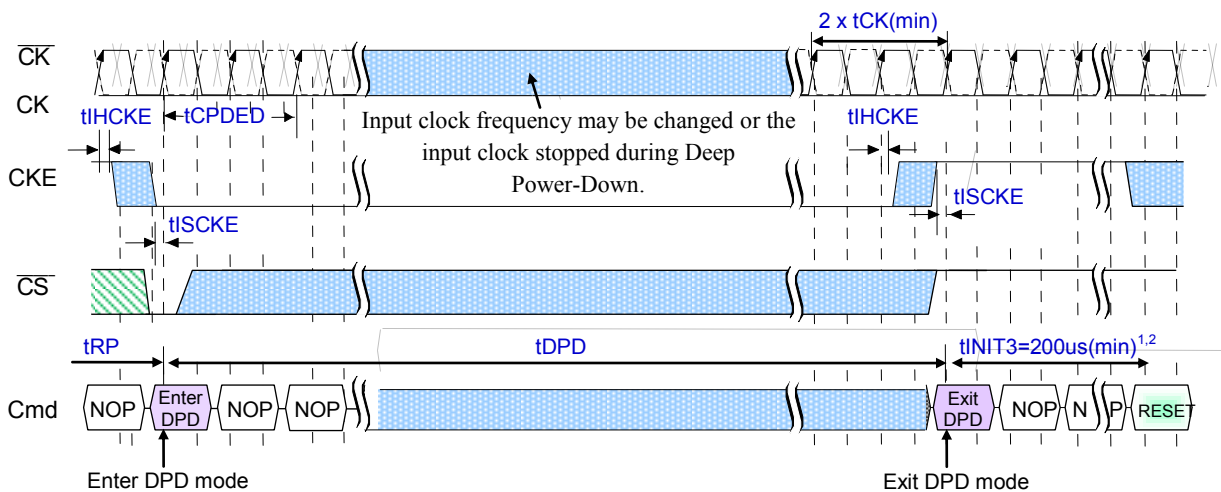 2 x tCK(min)
CK
CK
tIHCKE
tCPDED
Input clock frequency may be changed or the
input clock stopped during Deep
Power-Down.
tIHCKE
CKE
tISCKE
tISCKE
CS
tRP
tDPD
tINIT3=200us(min)1,2
Cmd
NOP
Enter
DPD
NOP
NOP
Exit
DPD
NOP
N
P
RESET
Enter DPD mode
Exit DPD mode